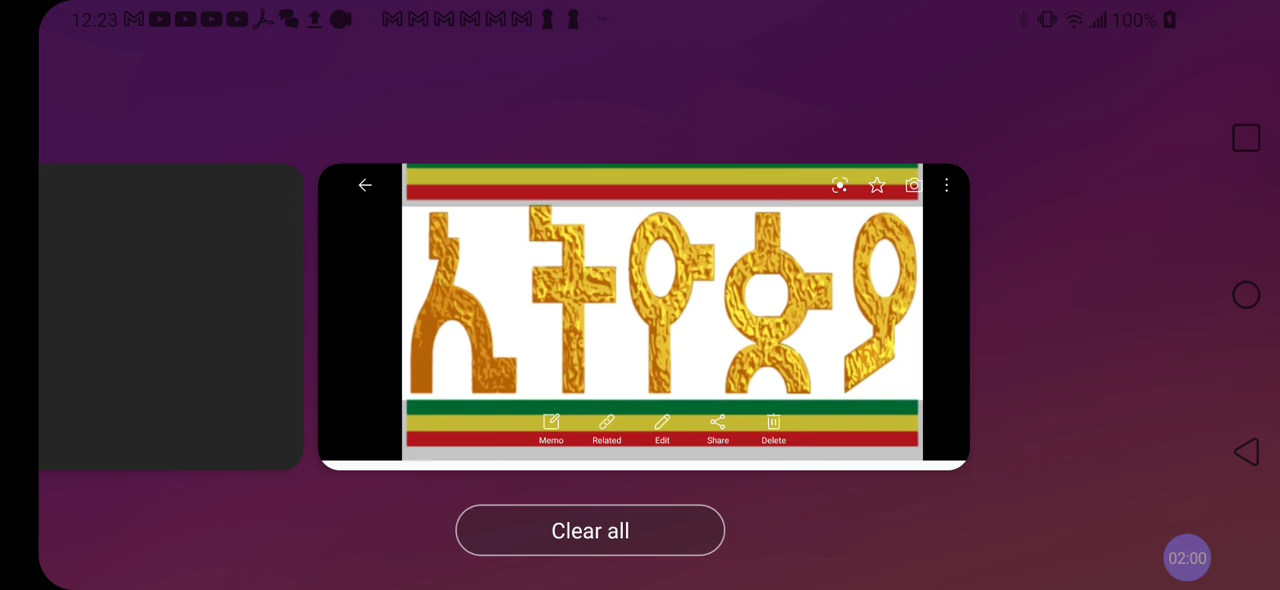 12:23
100%
ኢትዮጵያ
Memo Related Edit Share Delete
Clear all
02:00